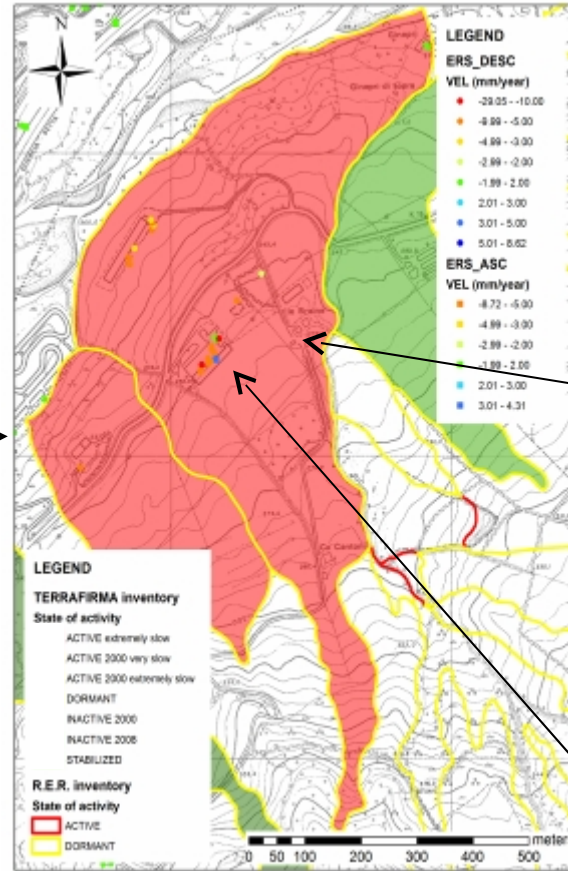 N
LEGEND
ERS_DESC
VEL (mm/year)
-29.05 - -10.00
-9.99 - -5.00
-4.99 - -3.00
-2.99 - -2.00
-1.99 - 2.00
2.01 - 3.00
3.01 - 5.00
5.01 - 8.62
ERS_ASC
VEL (mm/year)
-8.72 - -5.00
-4.99 - -3.00
-2.99 - -2.00
-1.99 - 2.00
2.01 - 3.00
3.01 - 4.31
LEGEND
TERRAFIRMA inventory
State of activity
ACTIVE extremely slow
ACTIVE 2000 very slow
ACTIVE 2000 extremely slow
DORMANT
INACTIVE 2000
INACTIVE 2008
STABILIZED
R.E.R. inventory
State of activity
ACTIVE
DORMANT
0 50 100 200 300 400 500